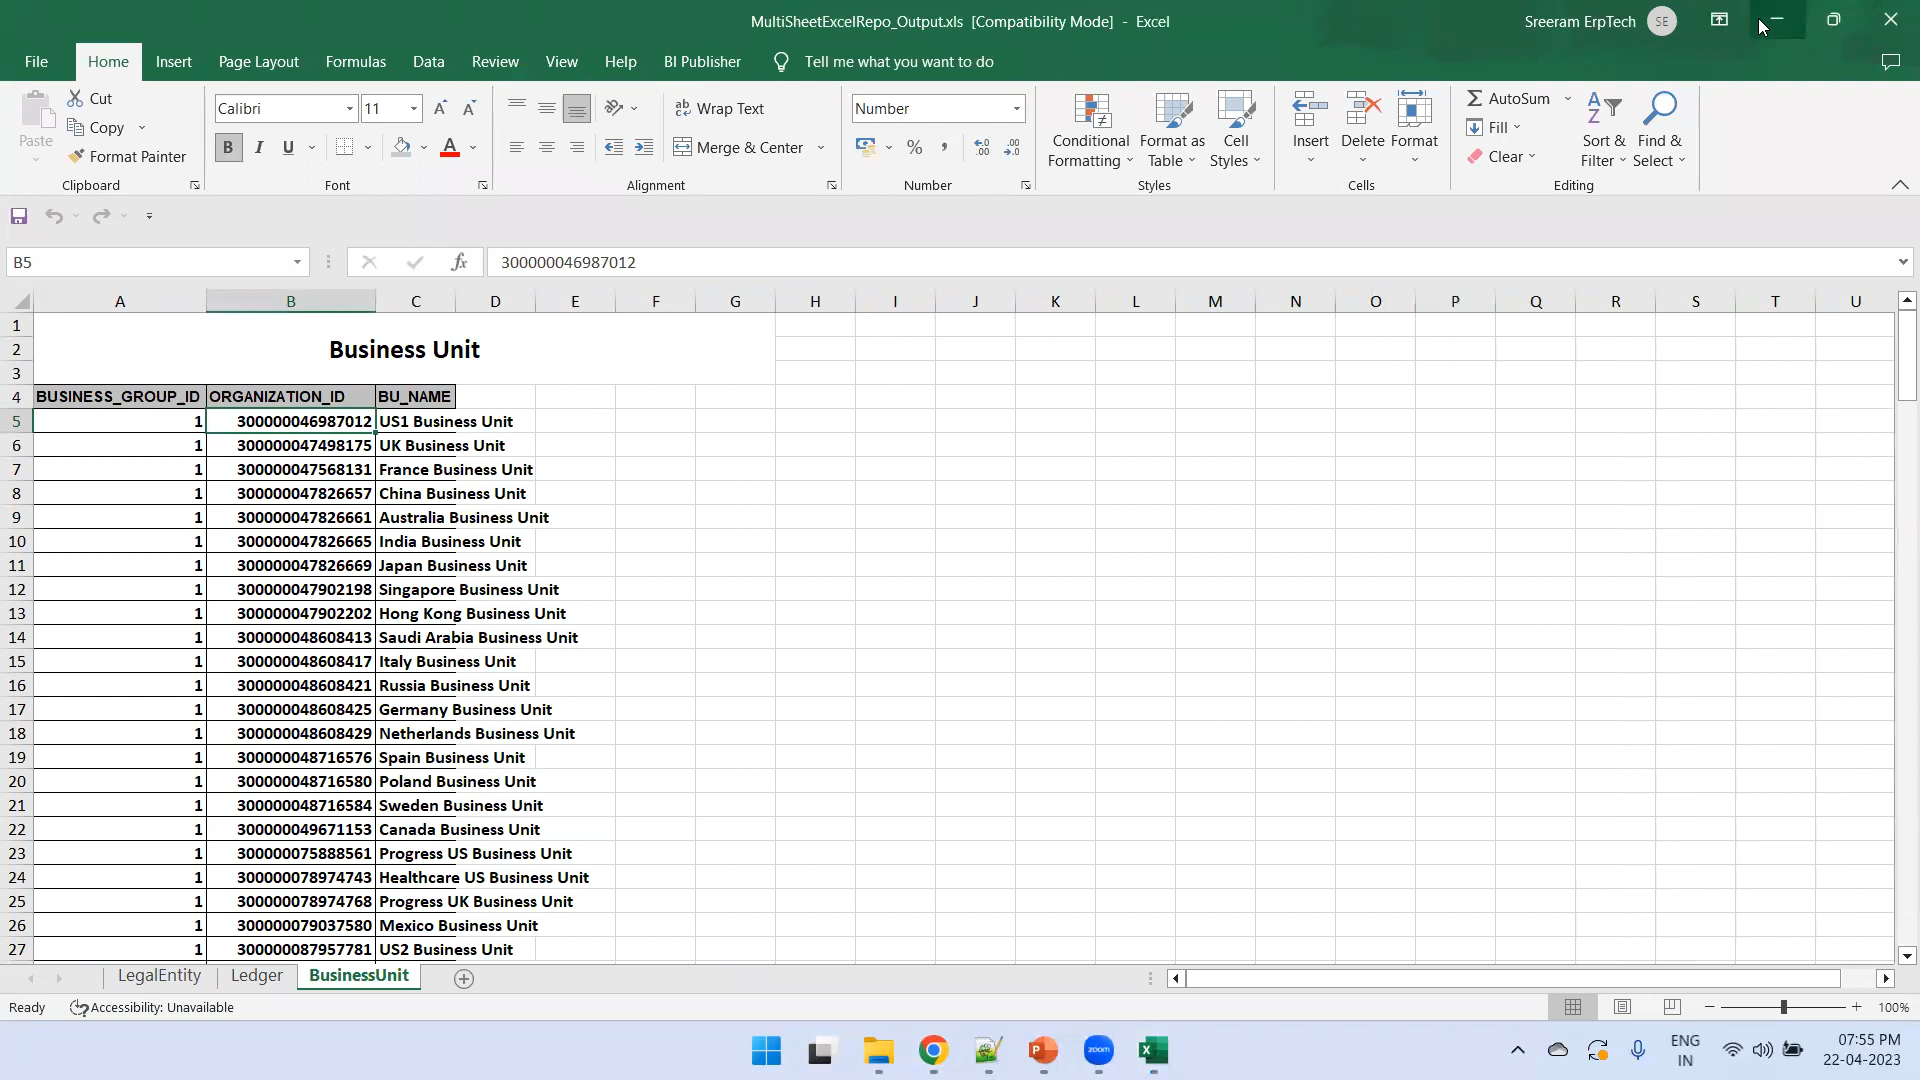 MultiSheetExcelRepo_Output.xls [Compatibility Mode] - Excel
Sreeram ErpTech SE
File Home Insert Page Layout Formulas Data Review View Help BI Publisher Tell me what you want to do
Paste
Cut
Copy
Format Painter
Clipboard
Calibri 11
B I U
Font
Wrap Text
Merge & Center
Alignment
Number
% ,
Number
Conditional Formatting
Format as Table
Cell Styles
Styles
Insert Delete Format
Cells
AutoSum
Fill
Clear
Sort & Filter
Find & Select
Editing
B5 fx 300000046987012
A B C D E F G H I J K L M N O P Q R S T U
1
2 Business Unit
3
4 BUSINESS_GROUP_ID ORGANIZATION_ID BU_NAME
5 1 300000046987012 US1 Business Unit
6 1 300000047498175 UK Business Unit
7 1 300000047568131 France Business Unit
8 1 300000047826657 China Business Unit
9 1 300000047826661 Australia Business Unit
10 1 300000047826665 India Business Unit
11 1 300000047826669 Japan Business Unit
12 1 300000047902198 Singapore Business Unit
13 1 300000047902202 Hong Kong Business Unit
14 1 300000048608413 Saudi Arabia Business Unit
15 1 300000048608417 Italy Business Unit
16 1 300000048608421 Russia Business Unit
17 1 300000048608425 Germany Business Unit
18 1 300000048608429 Netherlands Business Unit
19 1 300000048716576 Spain Business Unit
20 1 300000048716580 Poland Business Unit
21 1 300000048716584 Sweden Business Unit
22 1 300000049671153 Canada Business Unit
23 1 300000075888561 Progress US Business Unit
24 1 300000078974743 Healthcare US Business Unit
25 1 300000078974768 Progress UK Business Unit
26 1 300000079037580 Mexico Business Unit
27 1 300000087957781 US2 Business Unit
LegalEntity Ledger BusinessUnit
Ready Accessibility: Unavailable 100%
zoom
ENG
IN
07:55 PM
22-04-2023